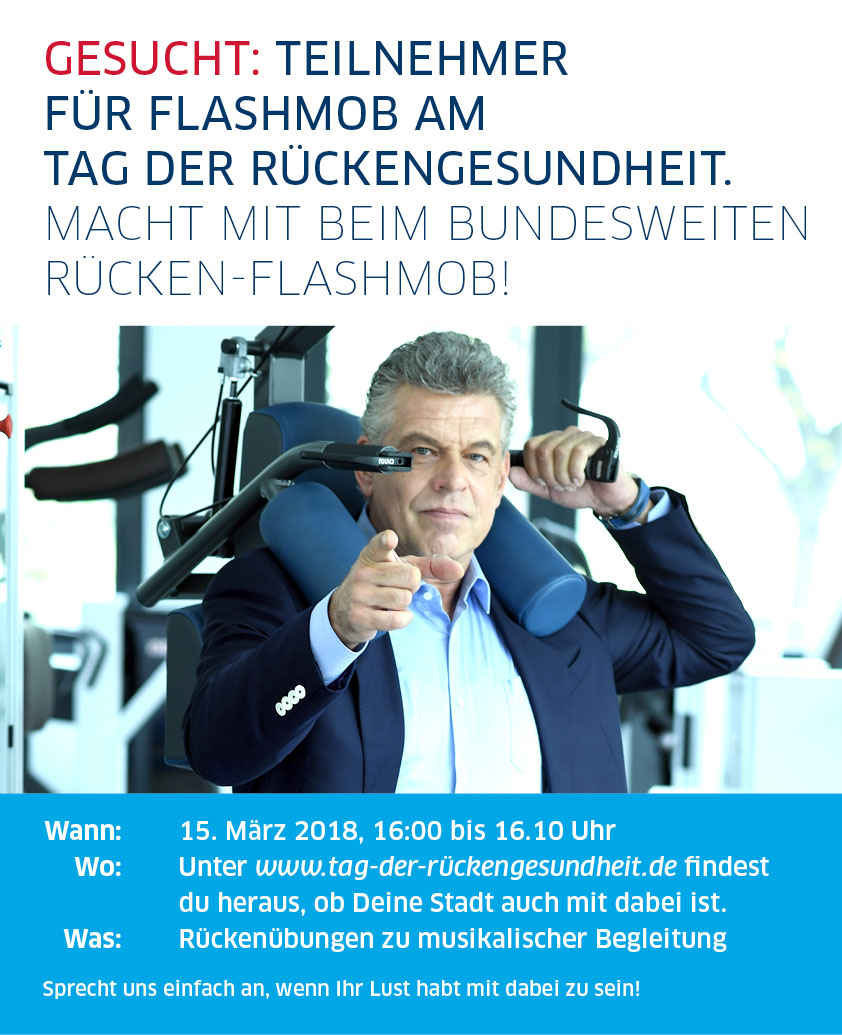 GESUCHT: TEILNEHMER
FÜR FLASHMOB AM
TAG DER RÜCKENGESUNDHEIT.
MACHT MIT BEIM BUNDESWEITEN
RÜCKEN-FLASHMOB!
Wann: 15. März 2018, 16:00 bis 16.10 Uhr
Wo: Unter www.tag-der-rückengesundheit.de findest
du heraus, ob Deine Stadt auch mit dabei ist.
Was: Rückenübungen zu musikalischer Begleitung
Sprecht uns einfach an, wenn Ihr Lust habt mit dabei zu sein!